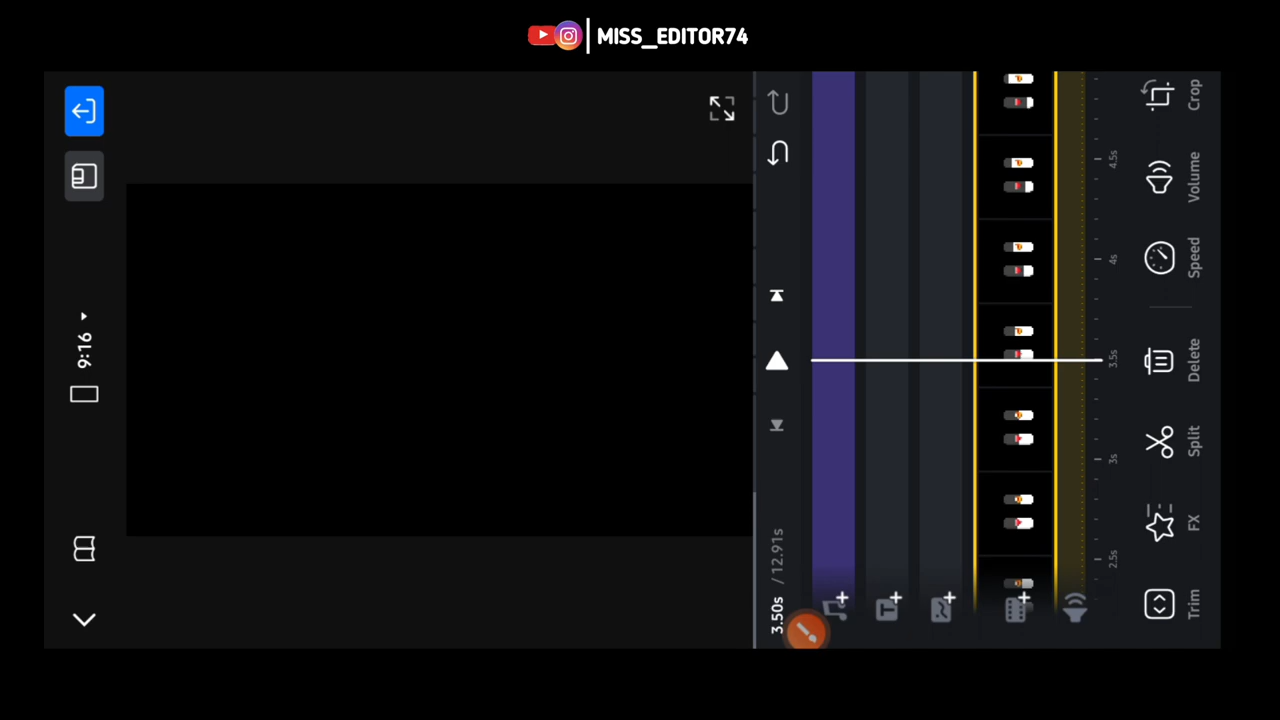 MISS_EDITOR74
9:16
3.50s / 12.91s
2.5s
3s
3.5s
4s
4.5s
Trim
FX
Split
Delete
Speed
Volume
Crop